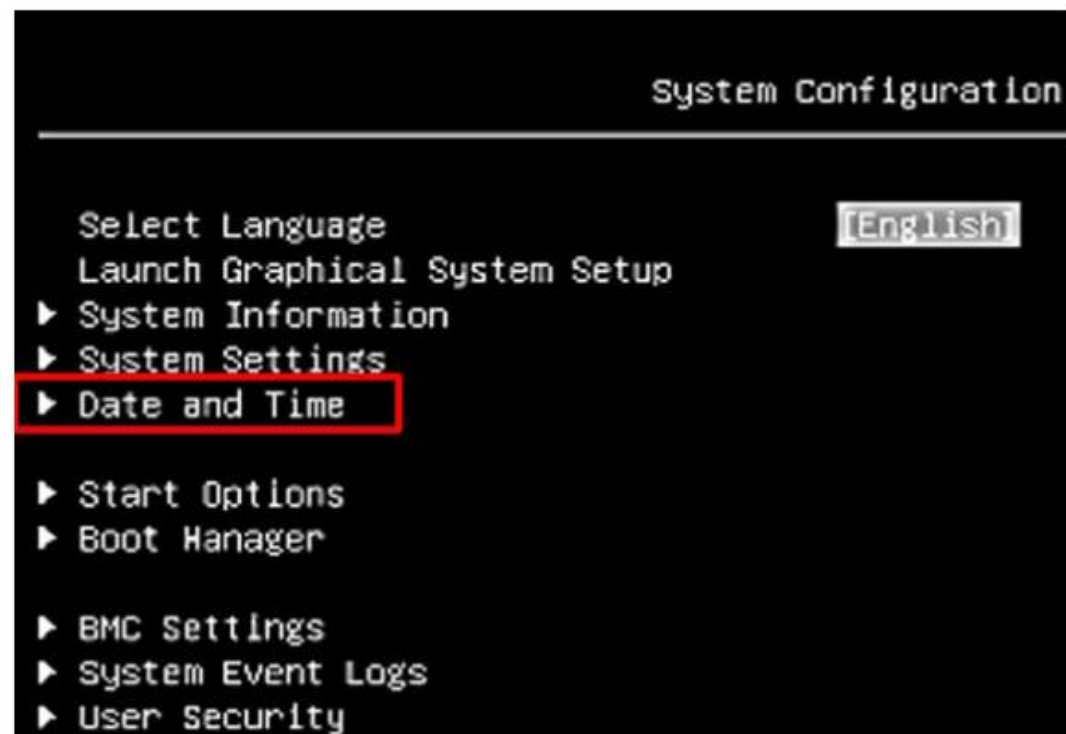 System Configuration
Select Language [English]
Launch Graphical System Setup
System Information
System Settings
Date and Time
Start Options
Boot Manager
BMC Settings
System Event Logs
User Security